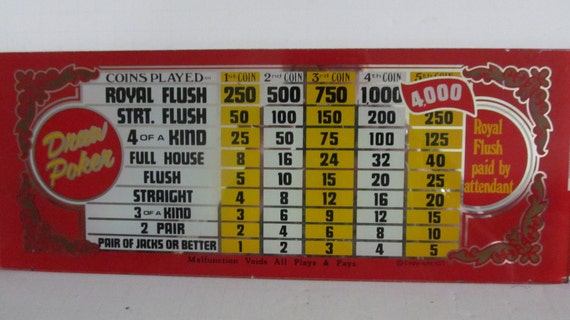 COINS PLAYED 1st COIN 2nd COIN 3rd COIN 4th COIN 5th COIN
ROYAL FLUSH 250 500 750 1000 4,000
STRT. FLUSH 50 100 150 200 250
4 OF A KIND 25 50 75 100 125
FULL HOUSE 8 16 24 32 40
FLUSH 5 10 15 20 25
STRAIGHT 4 8 12 16 20
3 OF A KIND 3 6 9 12 15
2 PAIR 2 4 6 8 10
PAIR OF JACKS OR BETTER 1 2 3 4 5
Draw
Poker
Royal
Flush
paid by
attendant
Malfunction Voids All Plays & Pays